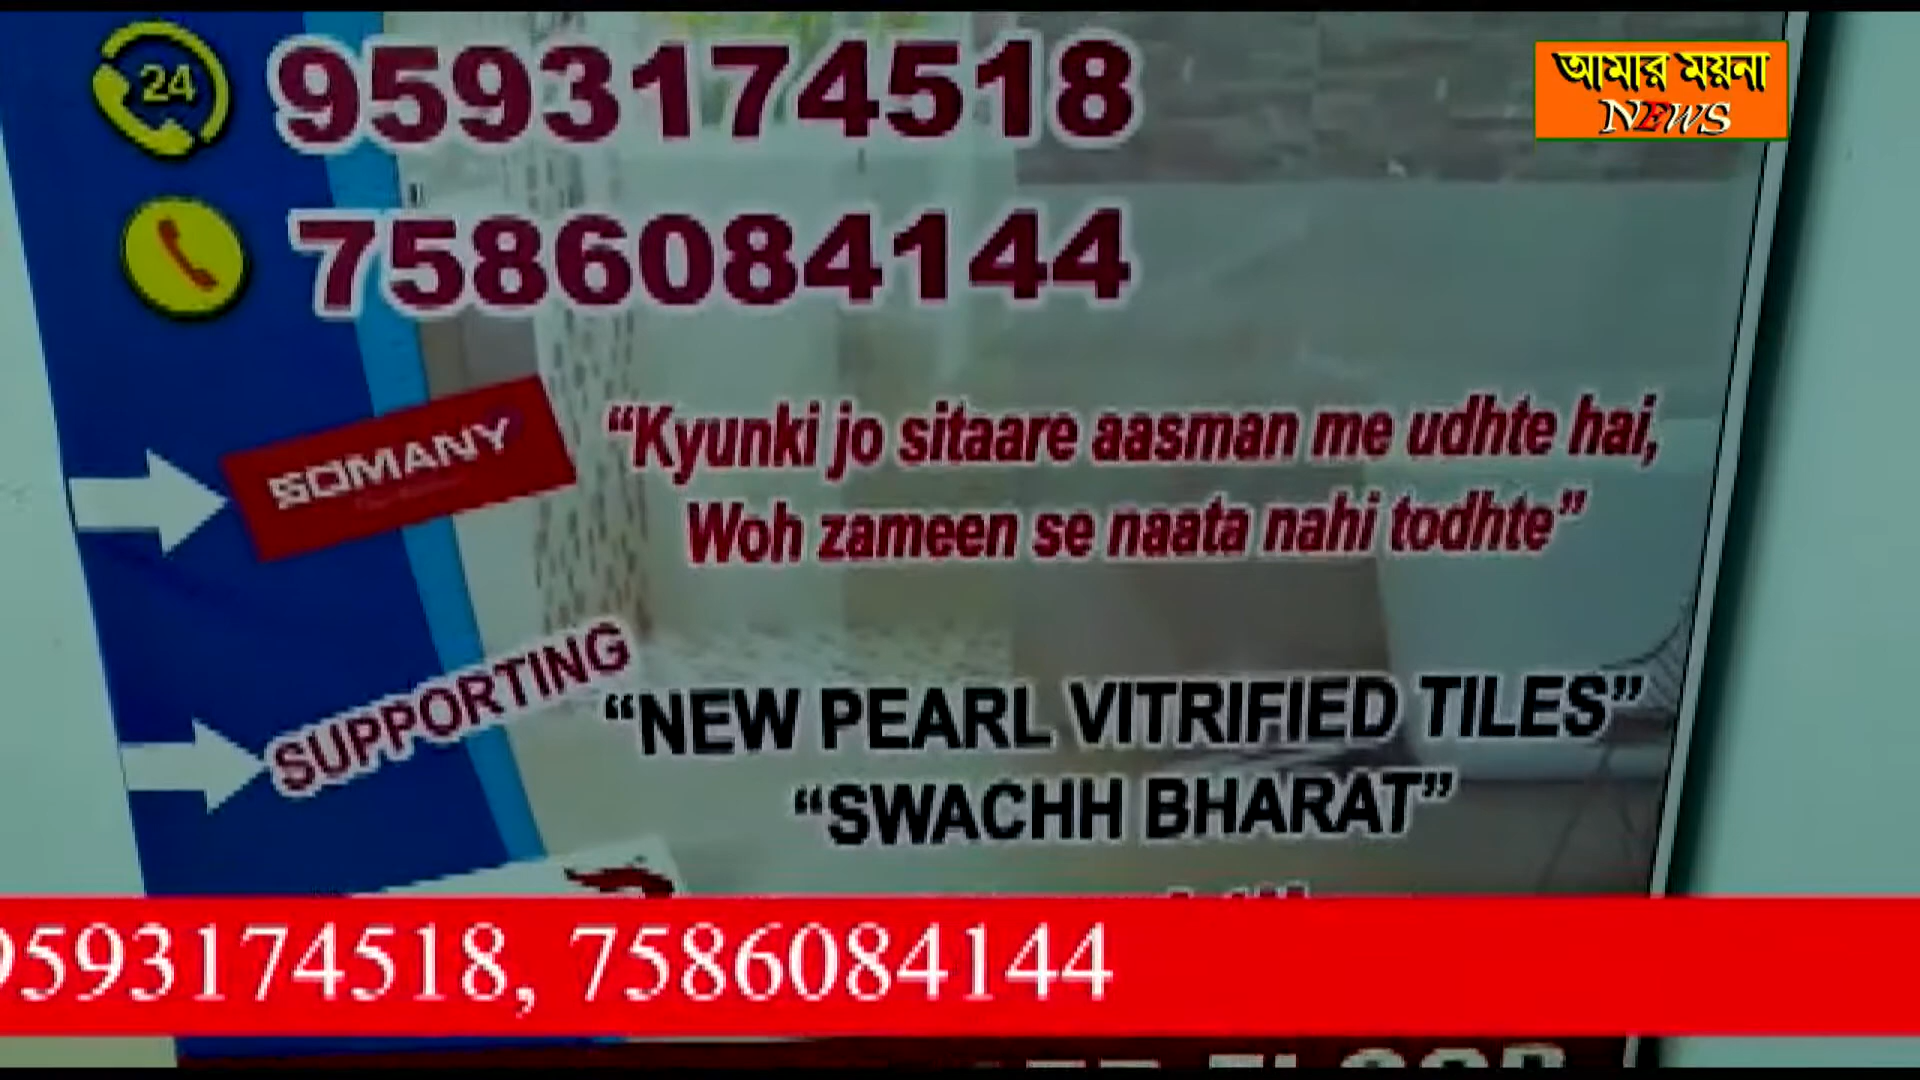 24
9593174518
আমার ময়না
NEWS
7586084144
SOMANY
“Kyunki jo sitaare aasman me udhte hai,
Woh zameen se naata nahi todhte”
SUPPORTING
“NEW PEARL VITRIFIED TILES”
“SWACHH BHARAT”
9593174518, 7586084144